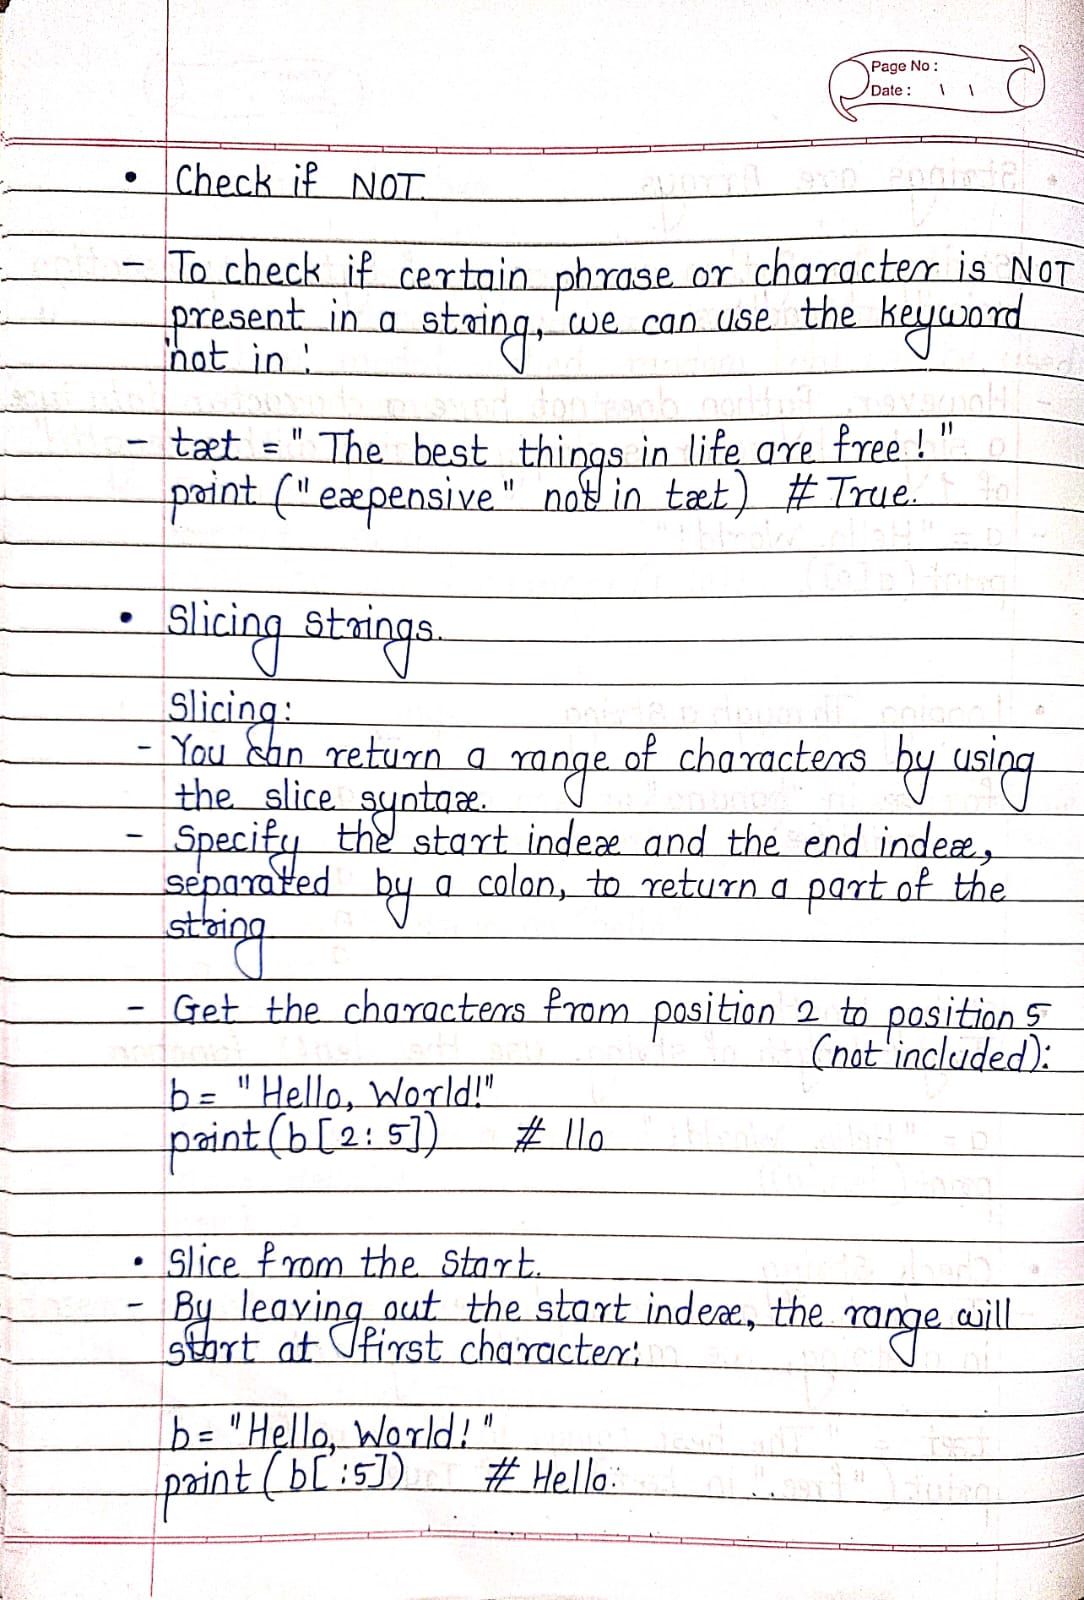 Page No :
Date : \ \
• Check if NOT.
- To check if certain phrase or character is NOT
present in a string, we can use the keyword
not in :
- txt = "The best things in life are free!"
print ("expensive" not in txt) # True.
• Slicing Strings.
Slicing:
- You can return a range of characters by using
the slice syntax.
- Specify the start index and the end index,
separated by a colon, to return a part of the
string
- Get the characters from position 2 to position 5
(not included):
b = "Hello, World!"
print(b[2:5]) # llo
• Slice from the Start.
- By leaving out the start index, the range will
start at first character:
b = "Hello, World!"
print(b[:5]) # Hello.